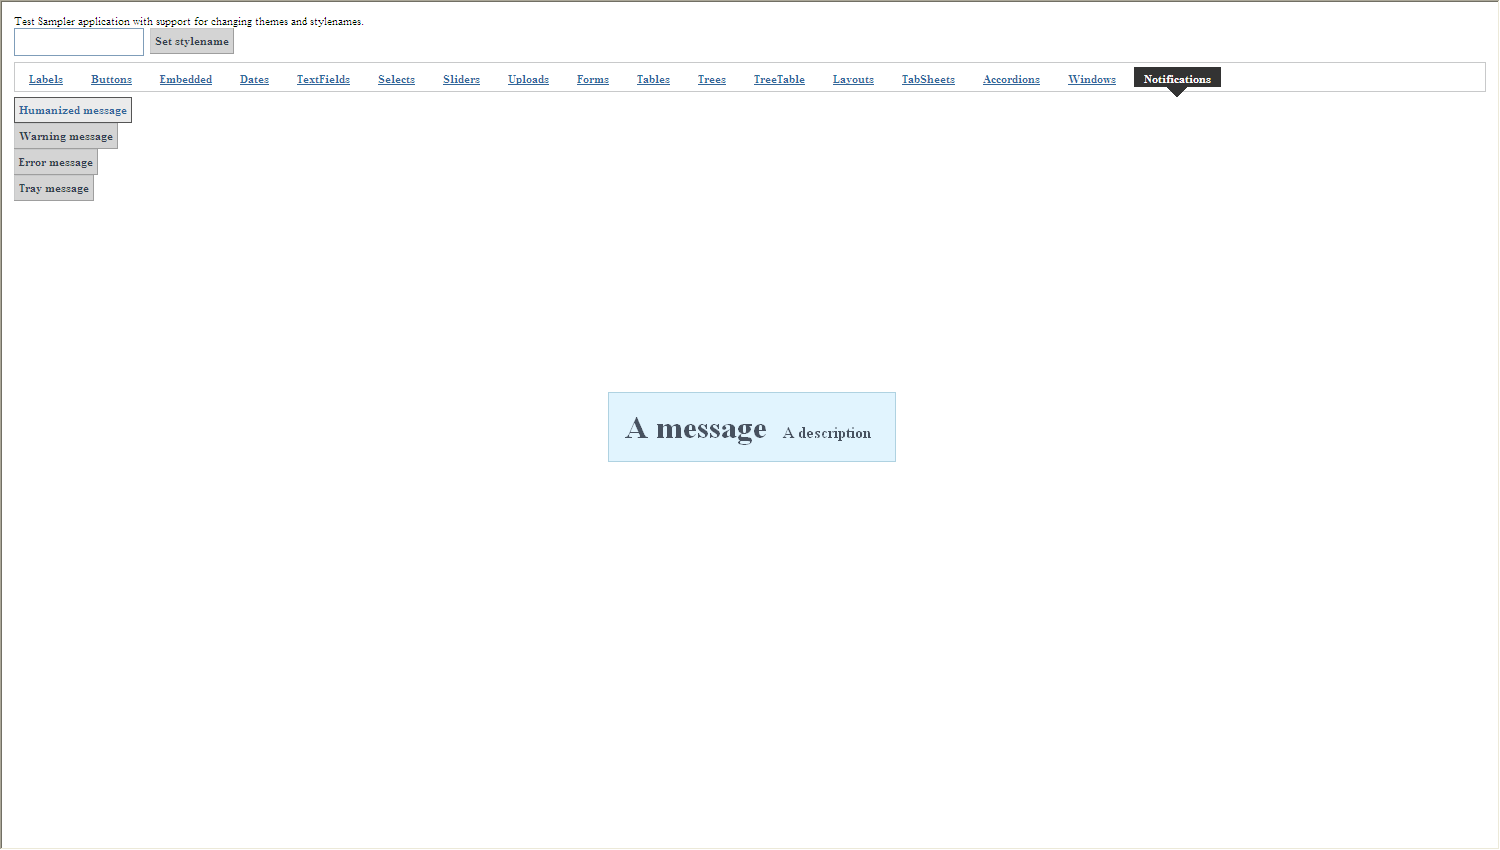 Test Sampler application with support for changing themes and stylenames.
Set stylename
Labels Buttons Embedded Dates TextFields Selects Sliders Uploads Forms Tables Trees TreeTable Layouts TabSheets Accordions Windows Notifications
Humanized message
Warning message
Error message
Tray message
A message A description